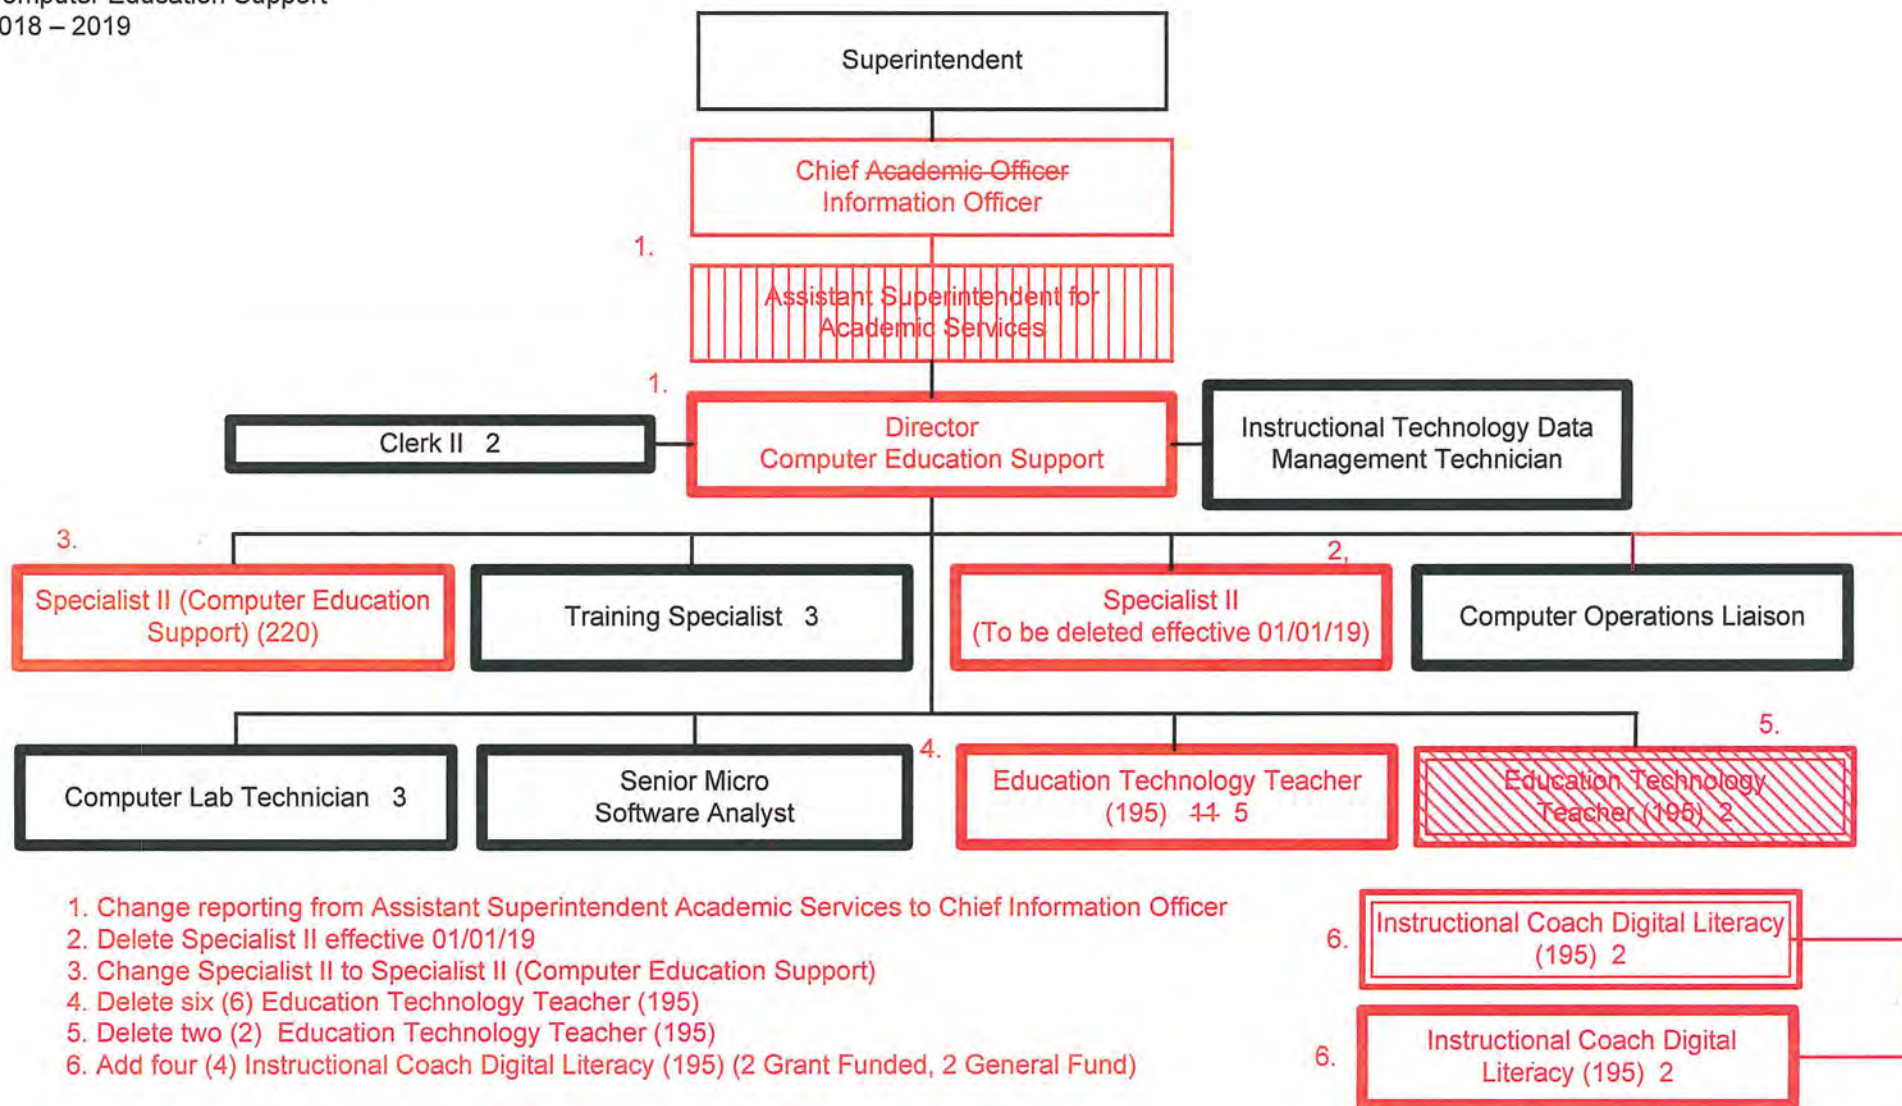 omputer Education Support
018 – 2019
Superintendent
Chief Academic Officer
Information Officer
1.
Assistant Superintendent for
Academic Services
1.
Clerk II 2
Director
Computer Education Support
Instructional Technology Data
Management Technician
3.
2,
Specialist II (Computer Education
Support) (220)
Training Specialist 3
Specialist II
(To be deleted effective 01/01/19)
Computer Operations Liaison
5.
4.
Computer Lab Technician 3
Senior Micro
Software Analyst
Education Technology Teacher
(195) 11 5
Education Technology
Teacher (195) 2
1. Change reporting from Assistant Superintendent Academic Services to Chief Information Officer
2. Delete Specialist II effective 01/01/19
3. Change Specialist II to Specialist II (Computer Education Support)
4. Delete six (6) Education Technology Teacher (195)
5. Delete two (2) Education Technology Teacher (195)
6. Add four (4) Instructional Coach Digital Literacy (195) (2 Grant Funded, 2 General Fund)
6.
Instructional Coach Digital Literacy
(195) 2
6.
Instructional Coach Digital
Literacy (195) 2